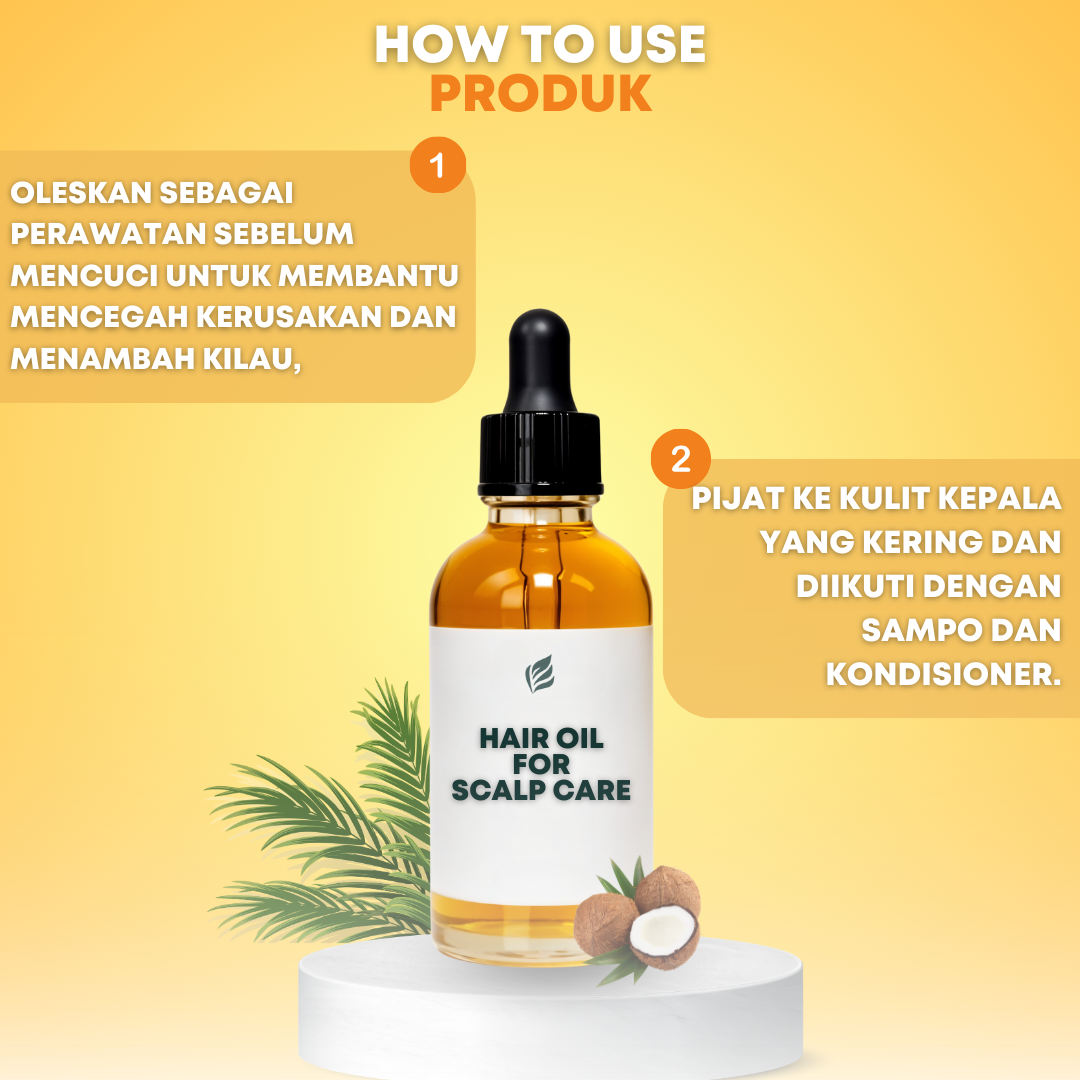 HOW TO USE
PRODUK
1
OLESKAN SEBAGAI
PERAWATAN SEBELUM
MENCUCI UNTUK MEMBANTU
MENCEGAH KERUSAKAN DAN
MENAMBAH KILAU,
2
PIJAT KE KULIT KEPALA
YANG KERING DAN
DIIKUTI DENGAN
SAMPO DAN
KONDISIONER.
HAIR OIL
FOR
SCALP CARE